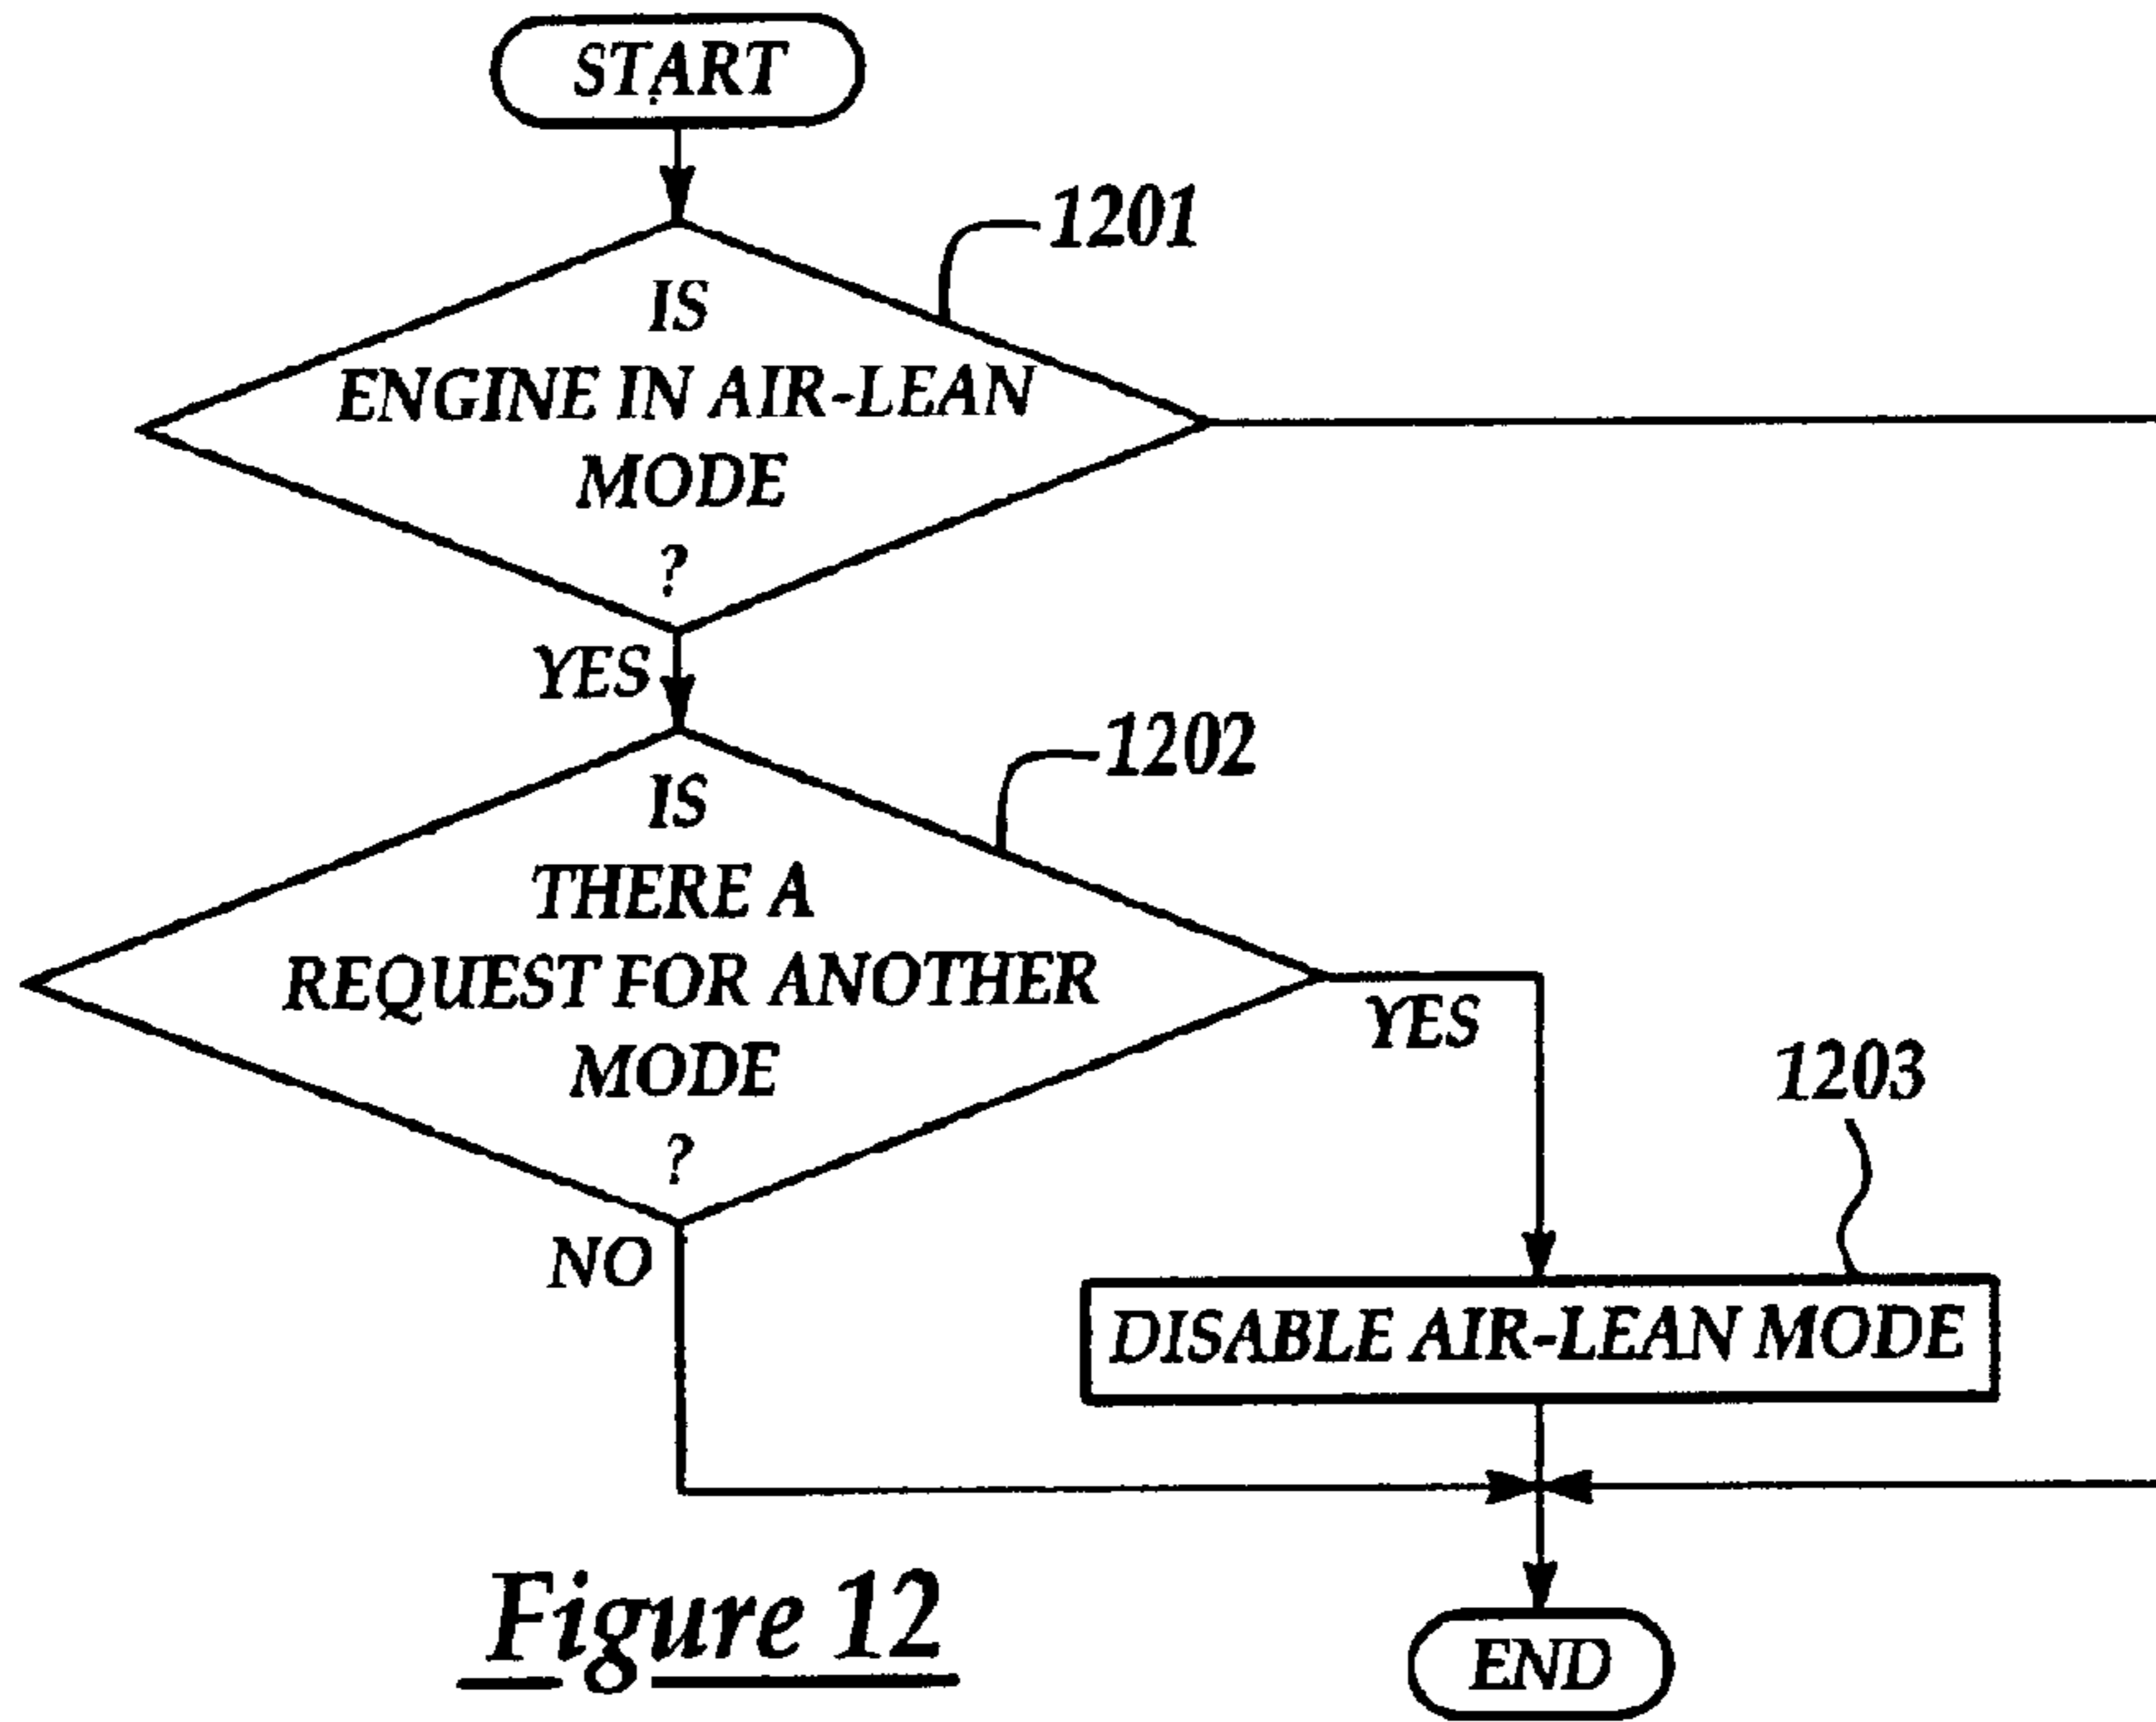 START
1201
IS
ENGINE IN AIR-LEAN
MODE
?
YES
1202
IS
THERE A
REQUEST FOR ANOTHER
MODE
?
YES
1203
NO
DISABLE AIR-LEAN MODE
Figure 12
END